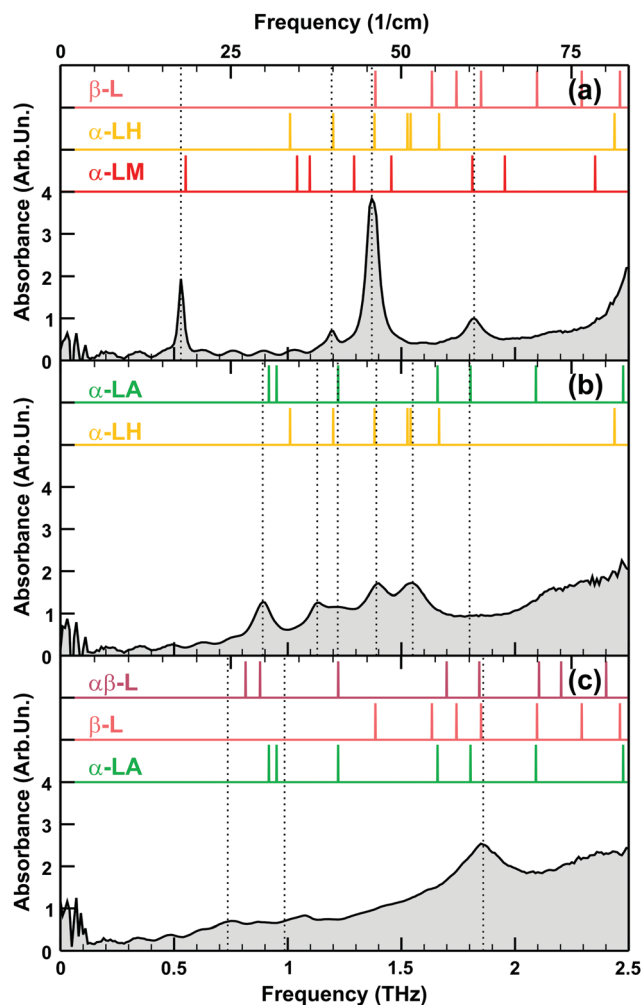 Frequency (1/cm)
0 25 50 75
β-L (a)
α-LH
α-LM
Absorbance (Arb.Un.)
4
3
2
1
0
α-LA (b)
α-LH
Absorbance (Arb.Un.)
4
3
2
1
0
αβ-L (c)
β-L
α-LA
Absorbance (Arb.Un.)
4
3
2
1
0
0 0.5 1 1.5 2 2.5
Frequency (THz)